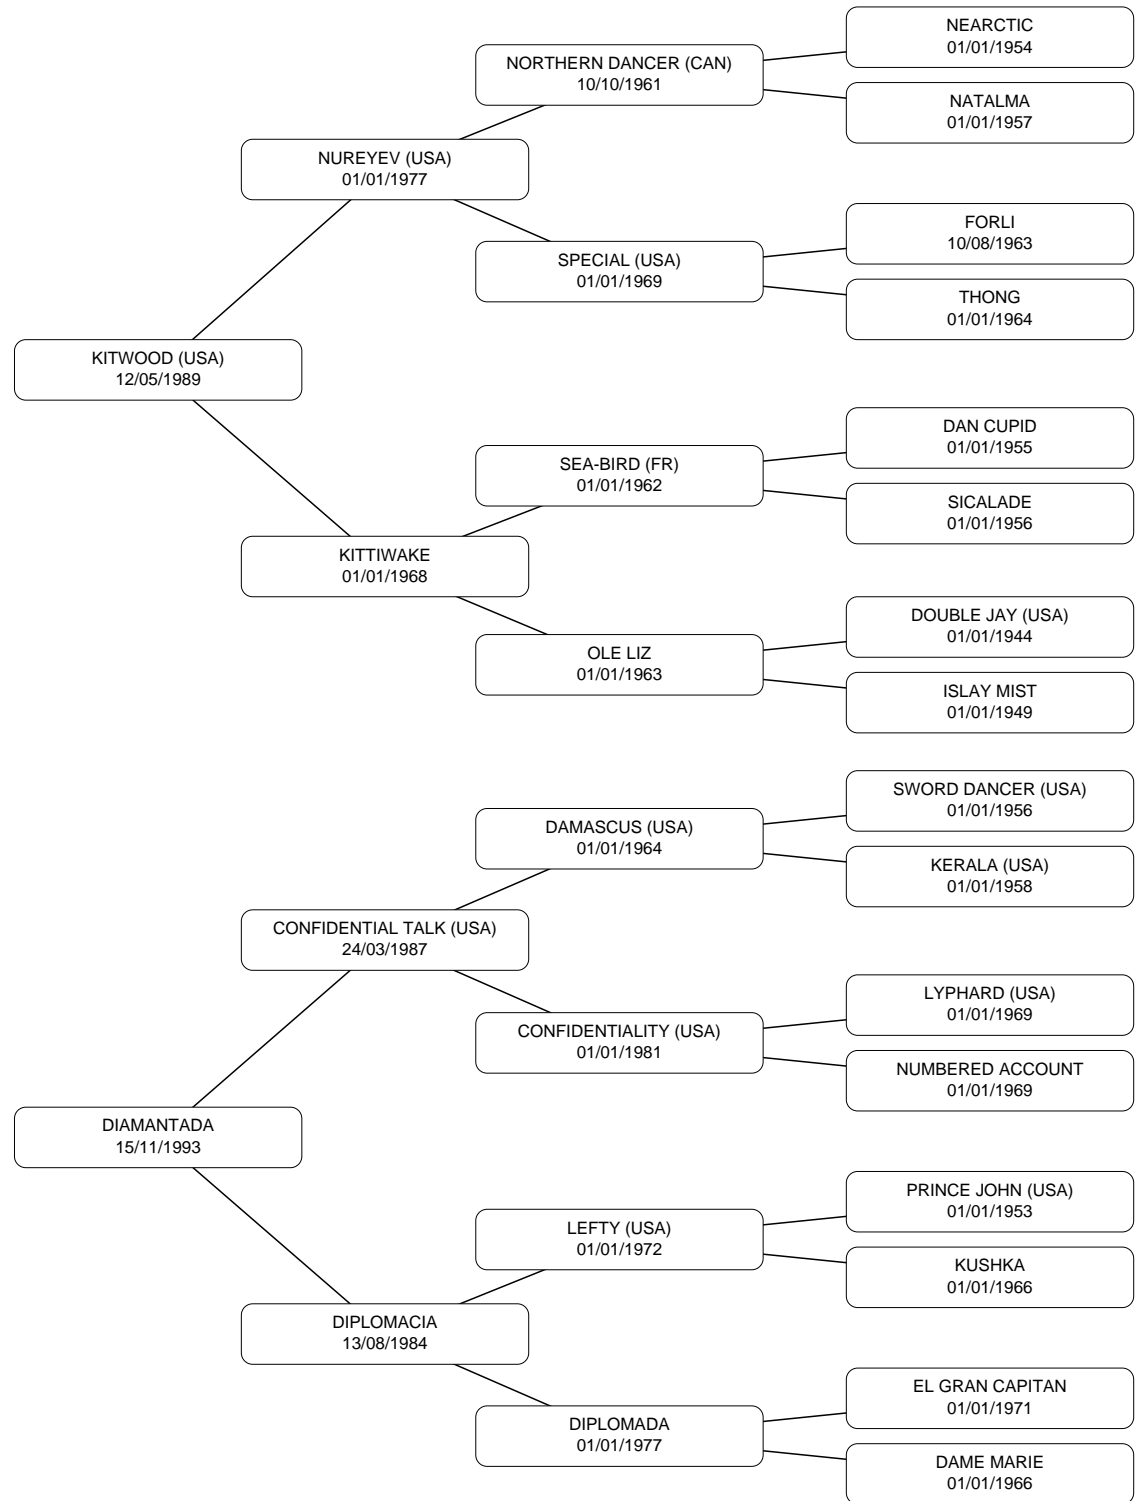 NEARCTIC
01/01/1954
NORTHERN DANCER (CAN)
10/10/1961
NATALMA
01/01/1957
NUREYEV (USA)
01/01/1977
FORLI
10/08/1963
SPECIAL (USA)
01/01/1969
THONG
01/01/1964
KITWOOD (USA)
12/05/1989
DAN CUPID
01/01/1955
SEA-BIRD (FR)
01/01/1962
SICALADE
01/01/1956
KITTIWAKE
01/01/1968
DOUBLE JAY (USA)
01/01/1944
OLE LIZ
01/01/1963
ISLAY MIST
01/01/1949
SWORD DANCER (USA)
01/01/1956
DAMASCUS (USA)
01/01/1964
KERALA (USA)
01/01/1958
CONFIDENTIAL TALK (USA)
24/03/1987
LYPHARD (USA)
01/01/1969
CONFIDENTIALITY (USA)
01/01/1981
NUMBERED ACCOUNT
01/01/1969
DIAMANTADA
15/11/1993
PRINCE JOHN (USA)
01/01/1953
LEFTY (USA)
01/01/1972
KUSHKA
01/01/1966
DIPLOMACIA
13/08/1984
EL GRAN CAPITAN
01/01/1971
DIPLOMADA
01/01/1977
DAME MARIE
01/01/1966